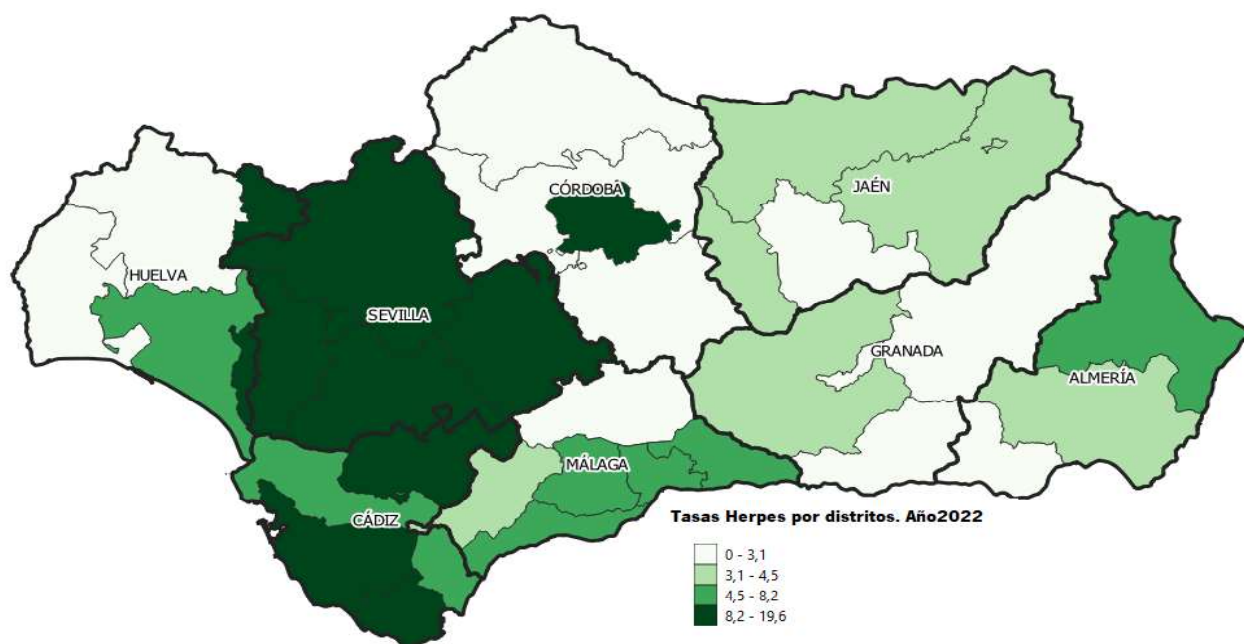 CÓRDOBA
JAÉN
HUELVA
SEVILLA
GRANADA
ALMERÍA
MÁLAGA
CÁDIZ
Tasas Herpes por distritos. Año2022
0 - 3,1
3,1 - 4,5
4,5 - 8,2
8,2 - 19,6